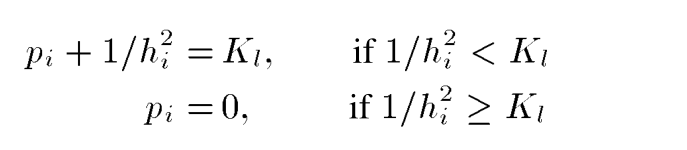 p_i + 1/h_i^2 = K_l, if 1/h_i^2 < K_l
p_i = 0, if 1/h_i^2 ≥ K_l